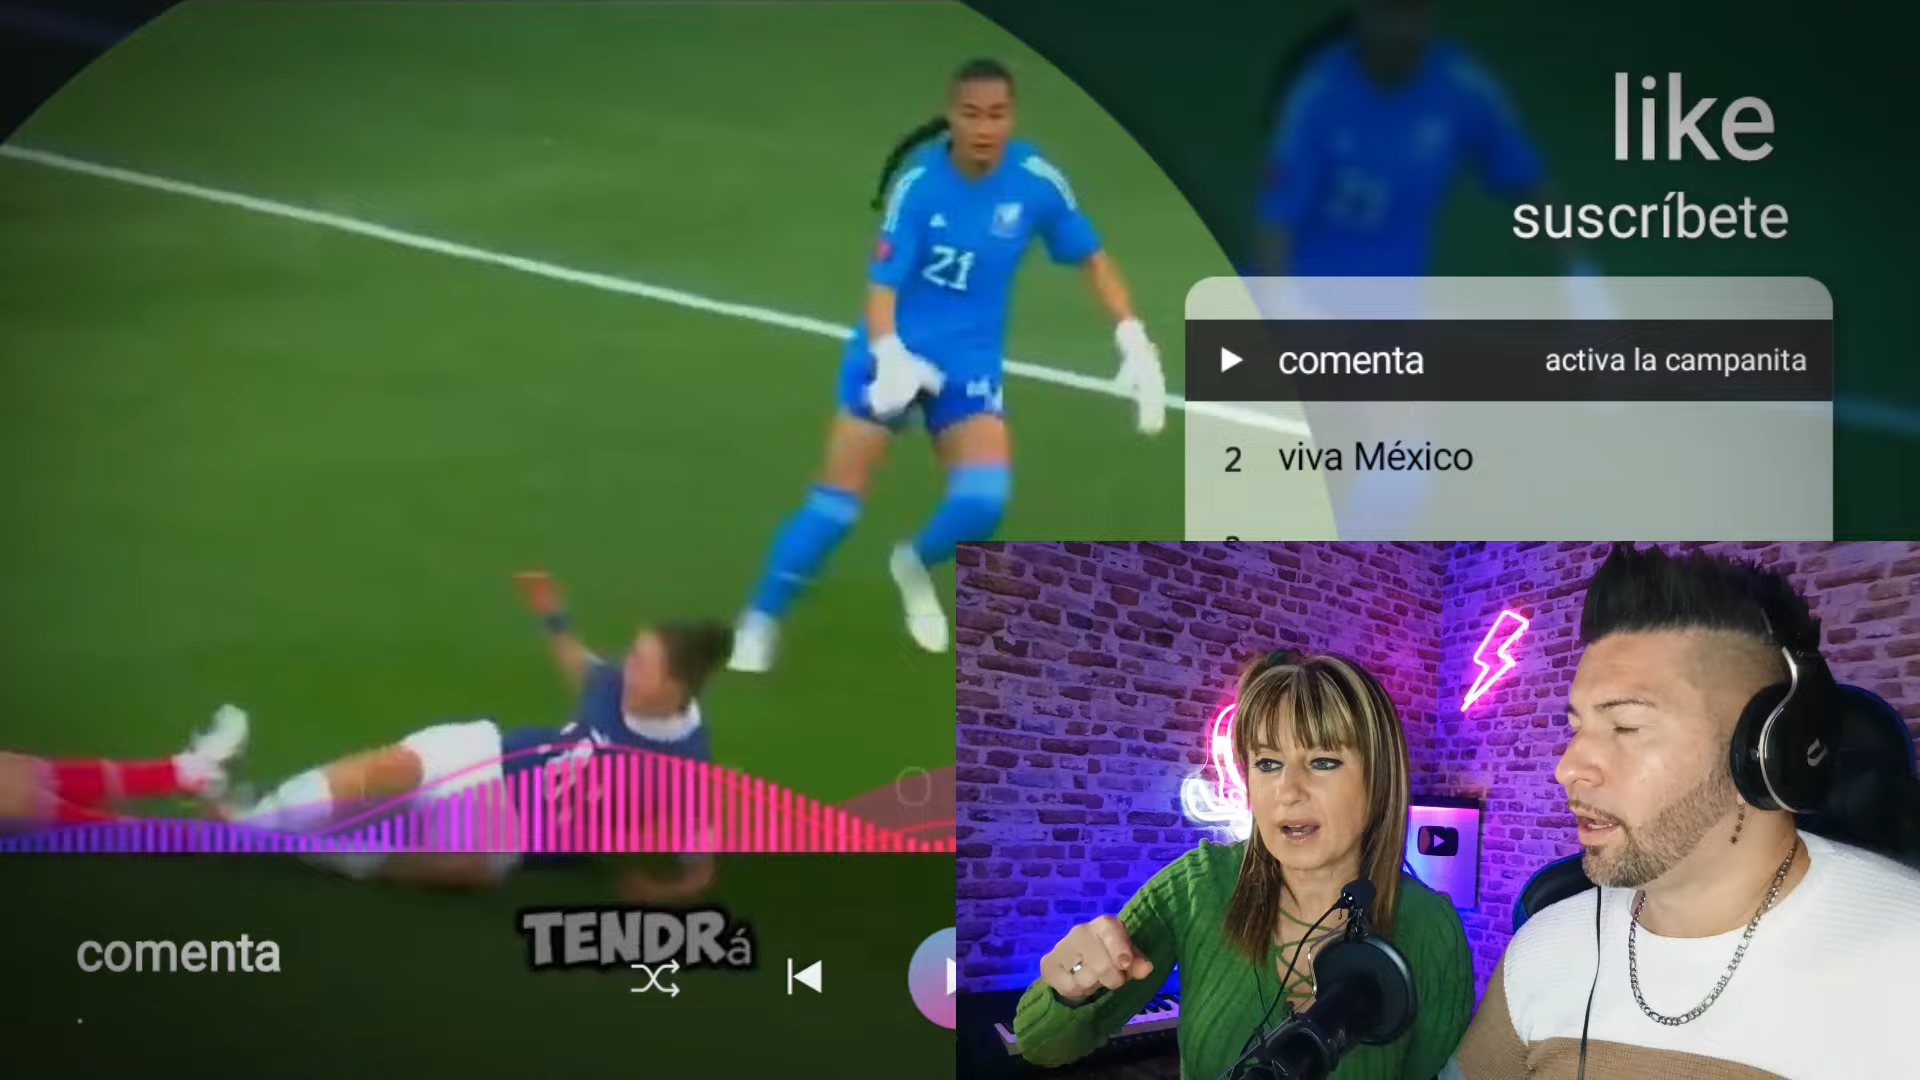 like
suscríbete
comenta activa la campanita
2 viva México
21
comenta
TENDRá